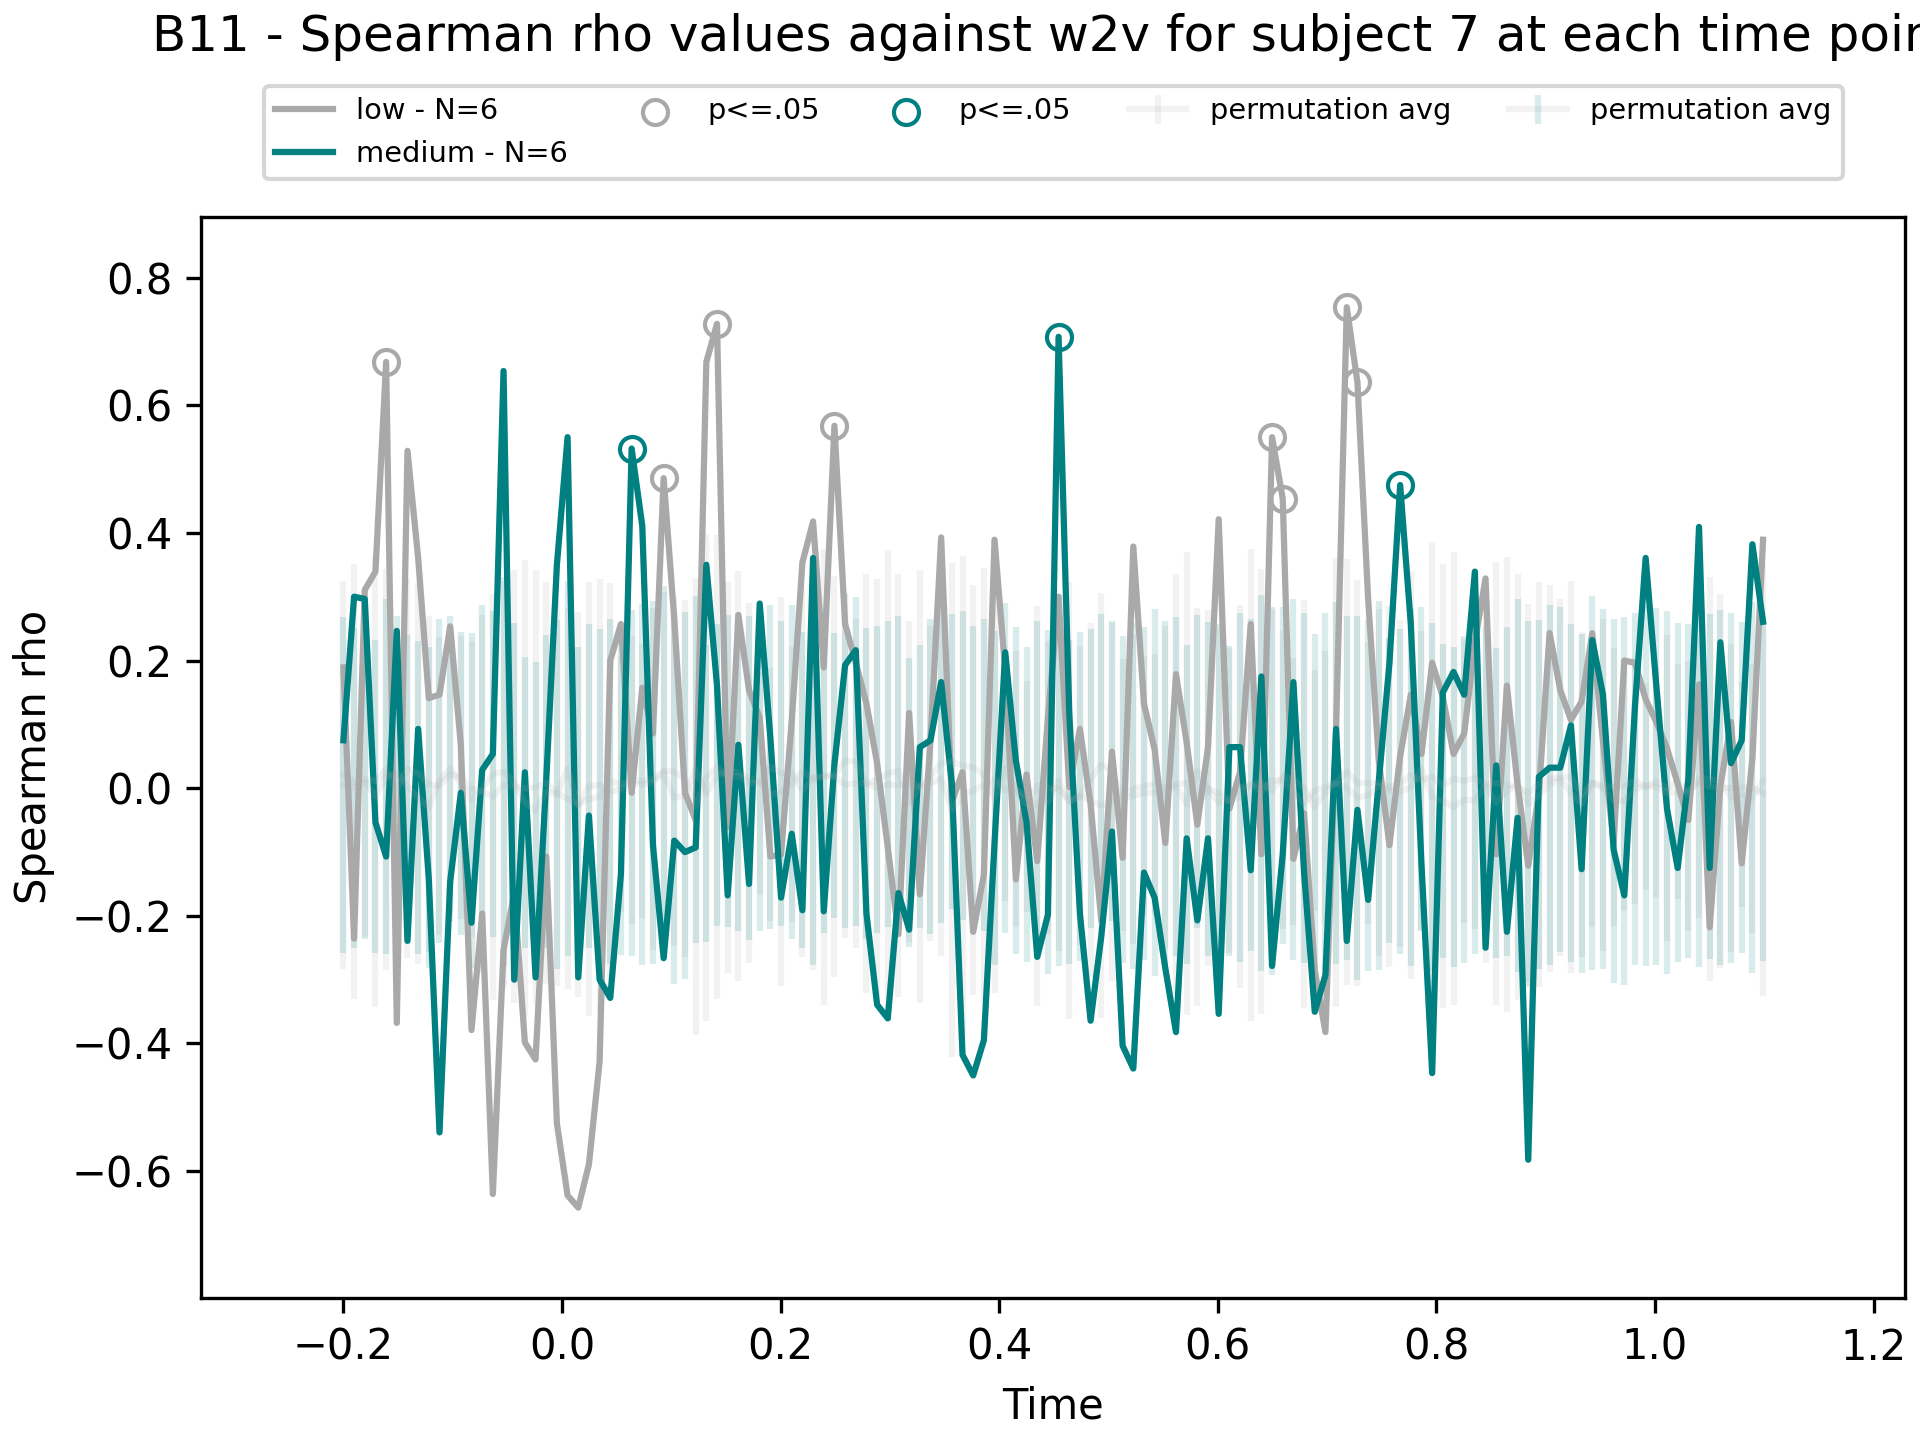 B11 - Spearman rho values against w2v for subject 7 at each time
low - N=6
medium - N=6
p<=.05
p<=.05
permutation avg
permutation avg
Spearman rho
0.8
0.6
0.4
0.2
0.0
−0.2
−0.4
−0.6
−0.2
0.0
0.2
0.4
0.6
0.8
1.0
1.2
Time